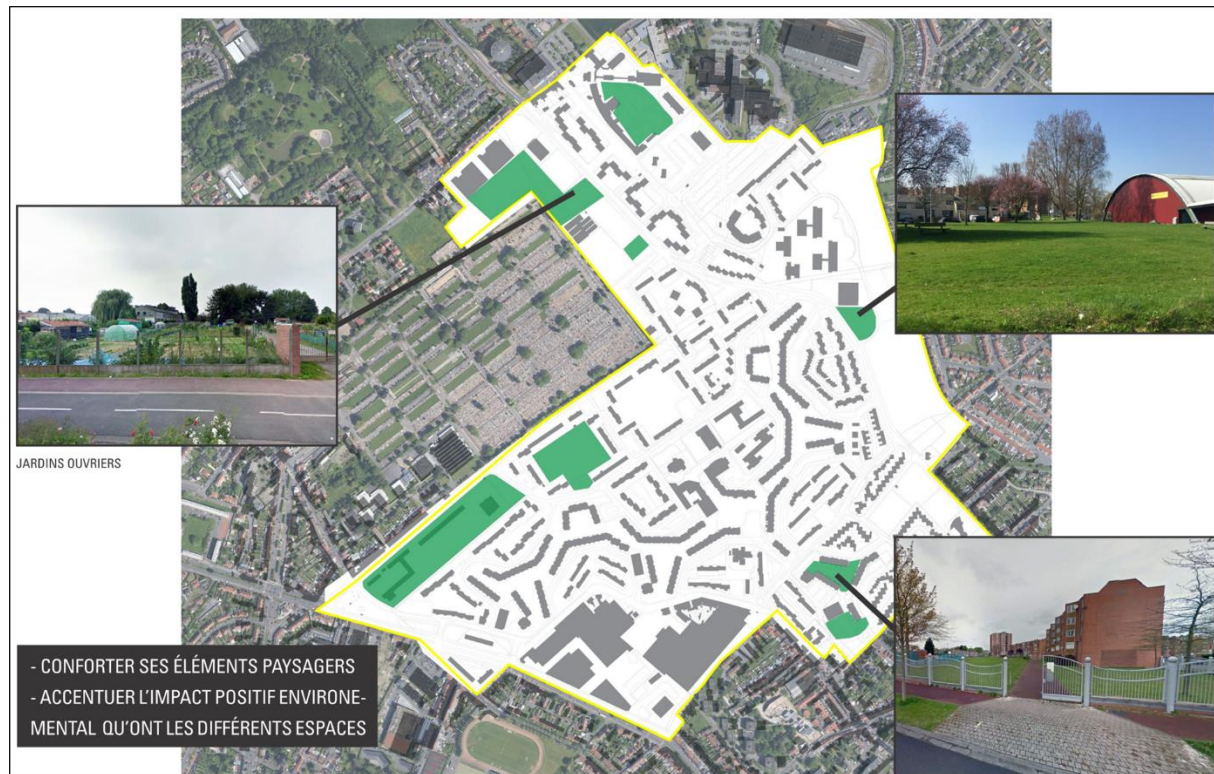 JARDINS OUVRIERS
- CONFORTER SES ÉLÉMENTS PAYSAGERS
- ACCENTUER L'IMPACT POSITIF ENVIRONE-
MENTAL QU'ONT LES DIFFÉRENTS ESPACES